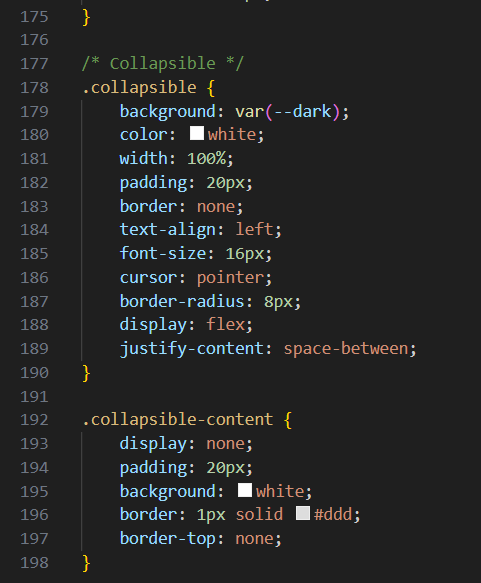 175 }
176
177 /* Collapsible */
178 .collapsible {
179     background: var(--dark);
180     color: white;
181     width: 100%;
182     padding: 20px;
183     border: none;
184     text-align: left;
185     font-size: 16px;
186     cursor: pointer;
187     border-radius: 8px;
188     display: flex;
189     justify-content: space-between;
190 }
191
192 .collapsible-content {
193     display: none;
194     padding: 20px;
195     background: white;
196     border: 1px solid #ddd;
197     border-top: none;
198 }